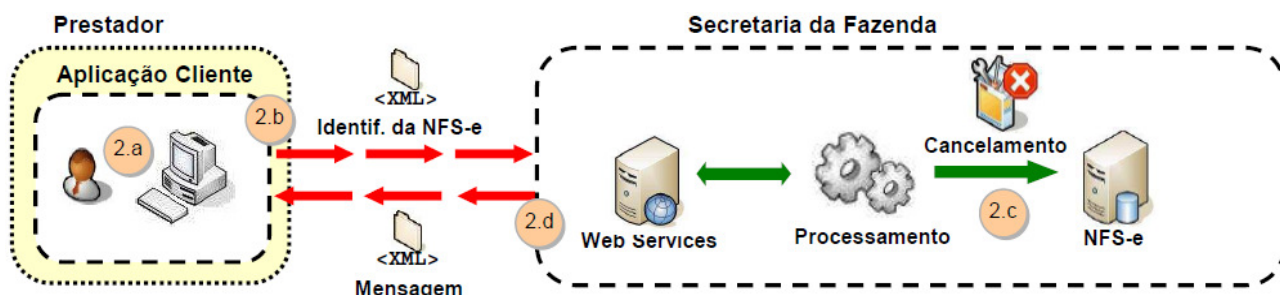 Prestador
Secretaria da Fazenda
Aplicação Cliente
2.a
2.b
<XML>
Identif. da NFS-e
Cancelamento
2.c
2.d
Web Services
Processamento
NFS-e
<XML>
Mensagem